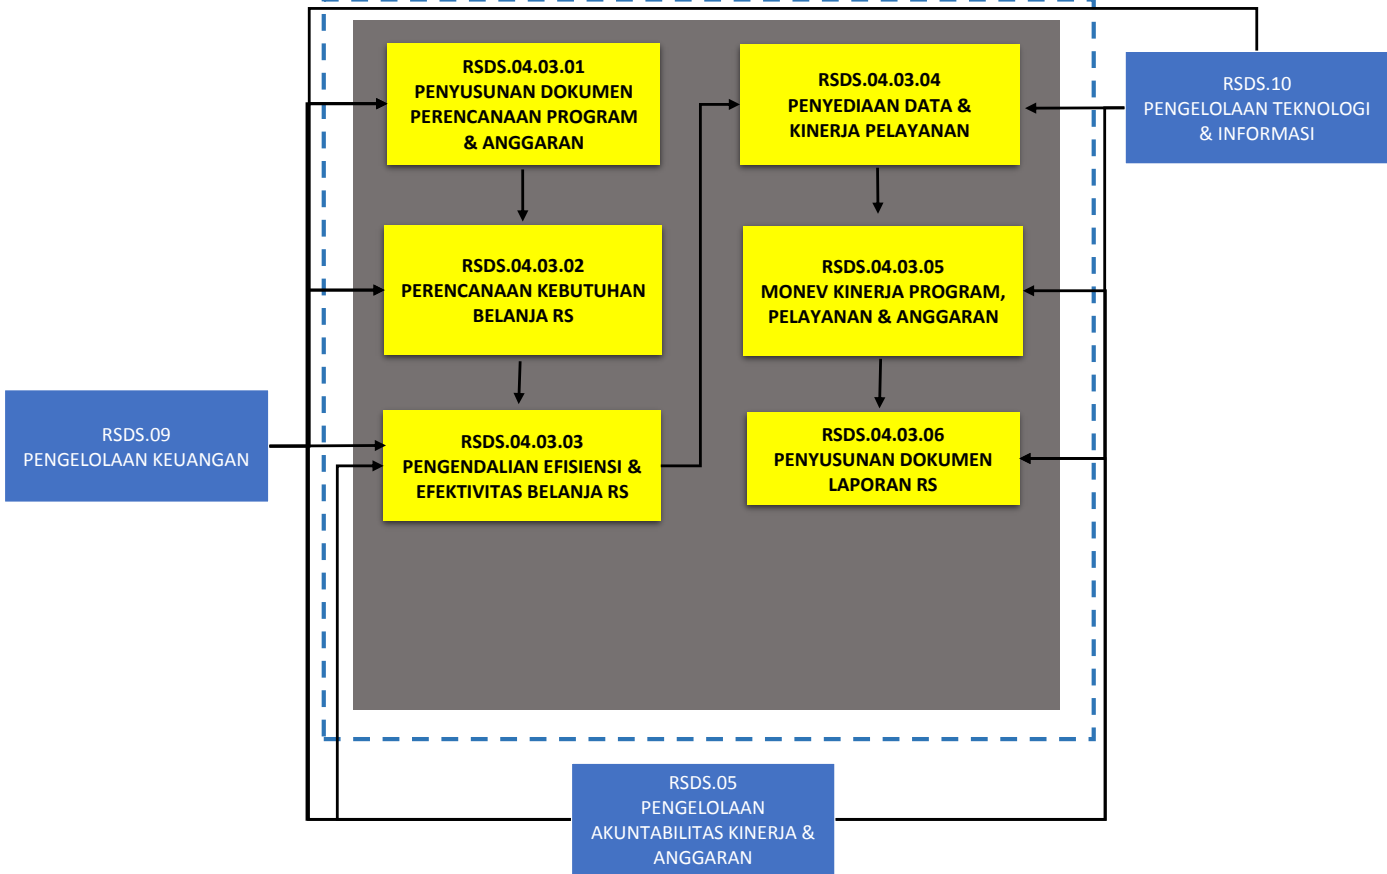 RSDS.04.03.01
PENYUSUNAN DOKUMEN
PERENCANAAN PROGRAM
& ANGGARAN
RSDS.04.03.02
PERENCANAAN KEBUTUHAN
BELANJA RS
RSDS.04.03.03
PENGENDALIAN EFISIENSI &
EFEKTIVITAS BELANJA RS
RSDS.04.03.04
PENYEDIAAN DATA &
KINERJA PELAYANAN
RSDS.04.03.05
MONEV KINERJA PROGRAM,
PELAYANAN & ANGGARAN
RSDS.04.03.06
PENYUSUNAN DOKUMEN
LAPORAN RS
RSDS.10
PENGELOLAAN TEKNOLOGI
& INFORMASI
RSDS.09
PENGELOLAAN KEUANGAN
RSDS.05
PENGELOLAAN
AKUNTABILITAS KINERJA &
ANGGARAN